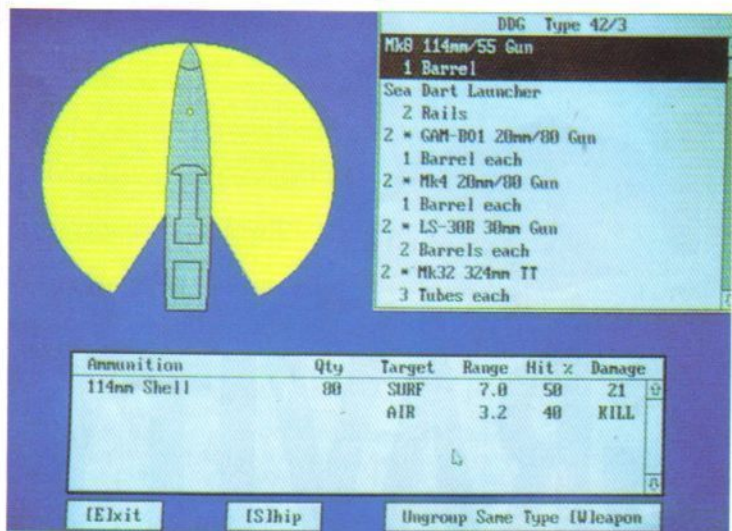 DDG Type 42/3
Mk8 114mm/55 Gun
1 Barrel
Sea Dart Launcher
2 Rails
2 * GAM-B01 20mm/80 Gun
1 Barrel each
2 * Mk4 20mm/80 Gun
1 Barrel each
2 * LS-30B 30mm Gun
2 Barrels each
2 * Mk32 324mm TT
3 Tubes each
Ammunition Qty Target Range Hit % Damage
114mm Shell 80 SURF 7.0 50 21
AIR 3.2 40 KILL
[E]xit [S]hip Ungroup Same Type [W]eapon